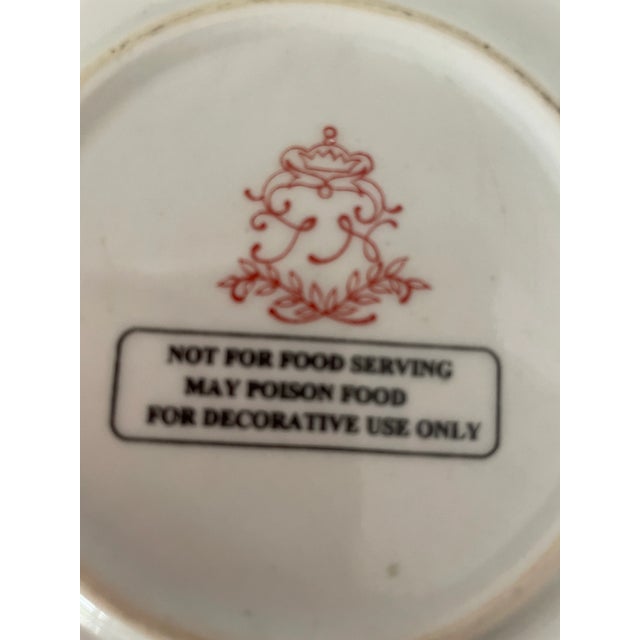 NOT FOR FOOD SERVING
MAY POISON FOOD
FOR DECORATIVE USE ONLY